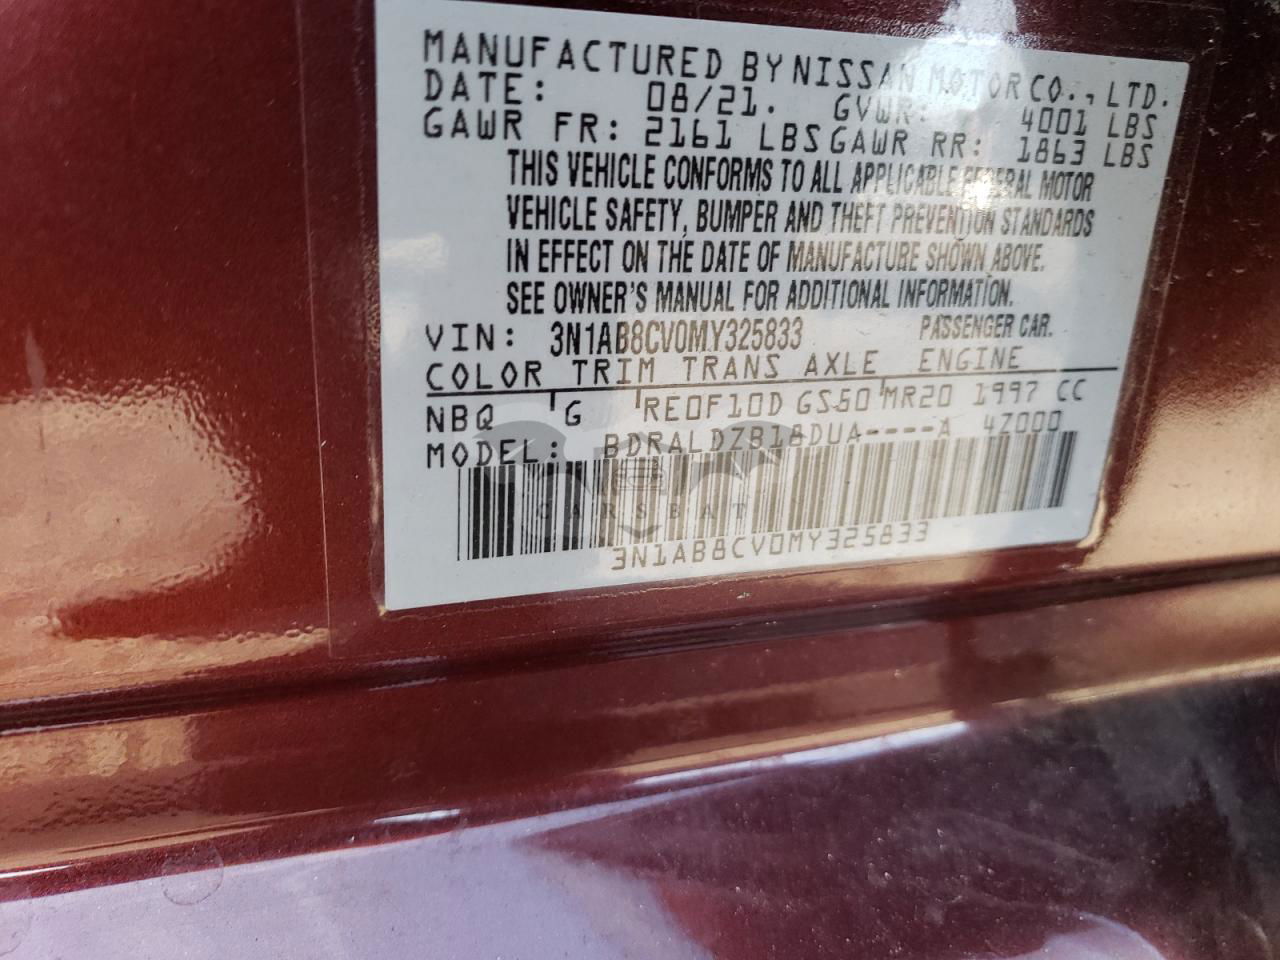 MANUFACTURED BY NISSAN MOTOR CO., LTD.
DATE: 08/21. GVWR: 4001 LBS
GAWR FR: 2161 LBS GAWR RR: 1863 LBS
THIS VEHICLE CONFORMS TO ALL APPLICABLE FEDERAL MOTOR
VEHICLE SAFETY, BUMPER AND THEFT PREVENTION STANDARDS
IN EFFECT ON THE DATE OF MANUFACTURE SHOWN ABOVE.
SEE OWNER'S MANUAL FOR ADDITIONAL INFORMATION.
VIN: 3N1AB8CV0MY325833 PASSENGER CAR.
COLOR TRIM TRANS AXLE ENGINE
NBQ G RE0F10D GS50 MR20 1997 CC
MODEL: BDRALDZB18DUA----A 4Z000
CARSBAT
3N1AB8CV0MY325833